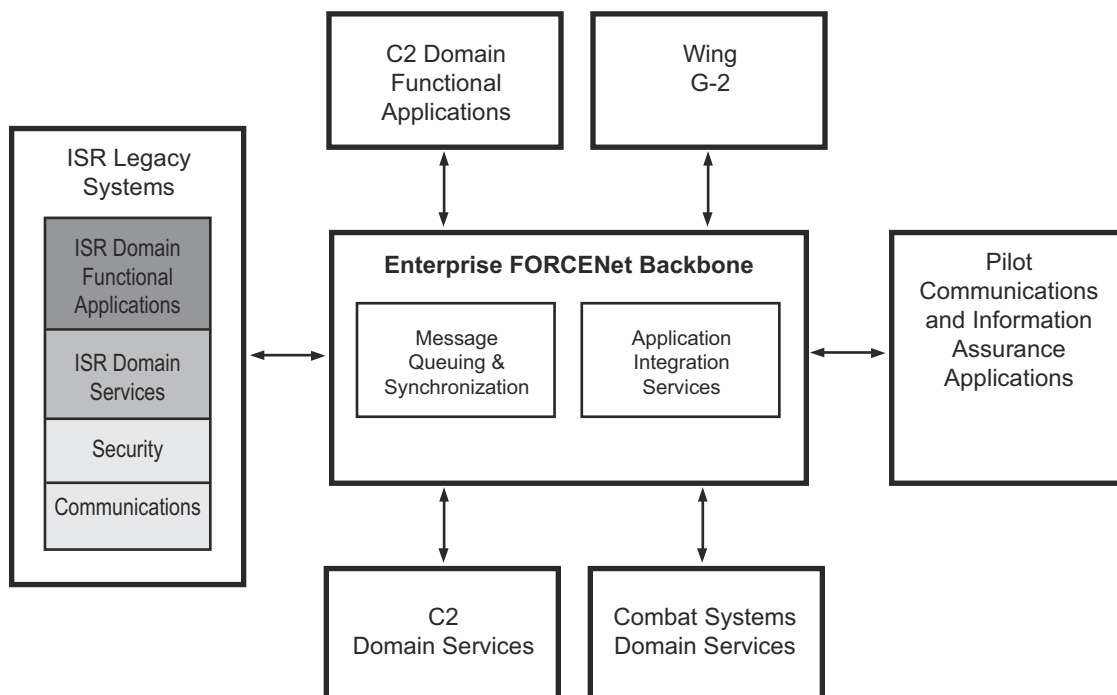 C2 Domain
Functional
Applications
Wing
G-2
ISR Legacy
Systems
ISR Domain
Functional
Applications
ISR Domain
Services
Security
Communications
Enterprise FORCENet Backbone
Message
Queuing &
Synchronization
Application
Integration
Services
Pilot
Communications
and Information
Assurance
Applications
C2
Domain Services
Combat Systems
Domain Services